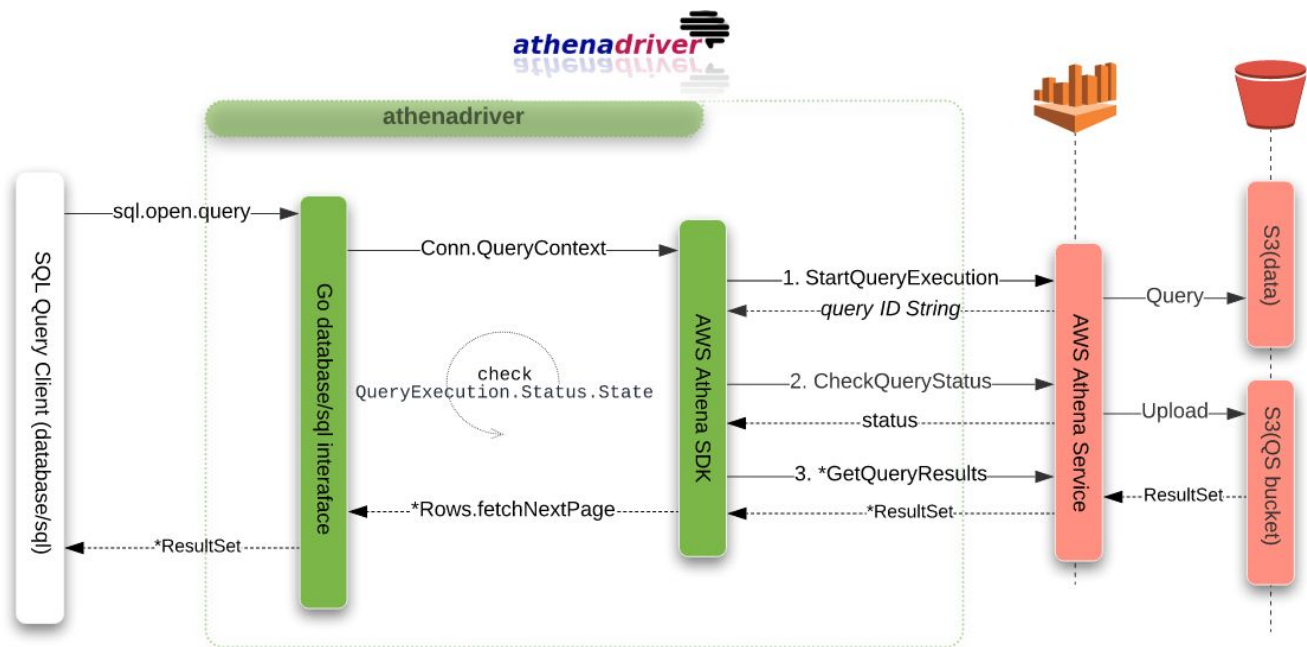 athenadriver
athenadriver
sql.open.query
Conn.QueryContext
1. StartQueryExecution
query ID String
Query
check
QueryExecution.Status.State
2. CheckQueryStatus
status
Upload
3. *GetQueryResults
*ResultSet
ResultSet
*Rows.fetchNextPage
*ResultSet
SQL Query Client (database/sql)
Go database/sql interaface
AWS Athena SDK
AWS Athena Service
S3(data)
S3(QS bucket)